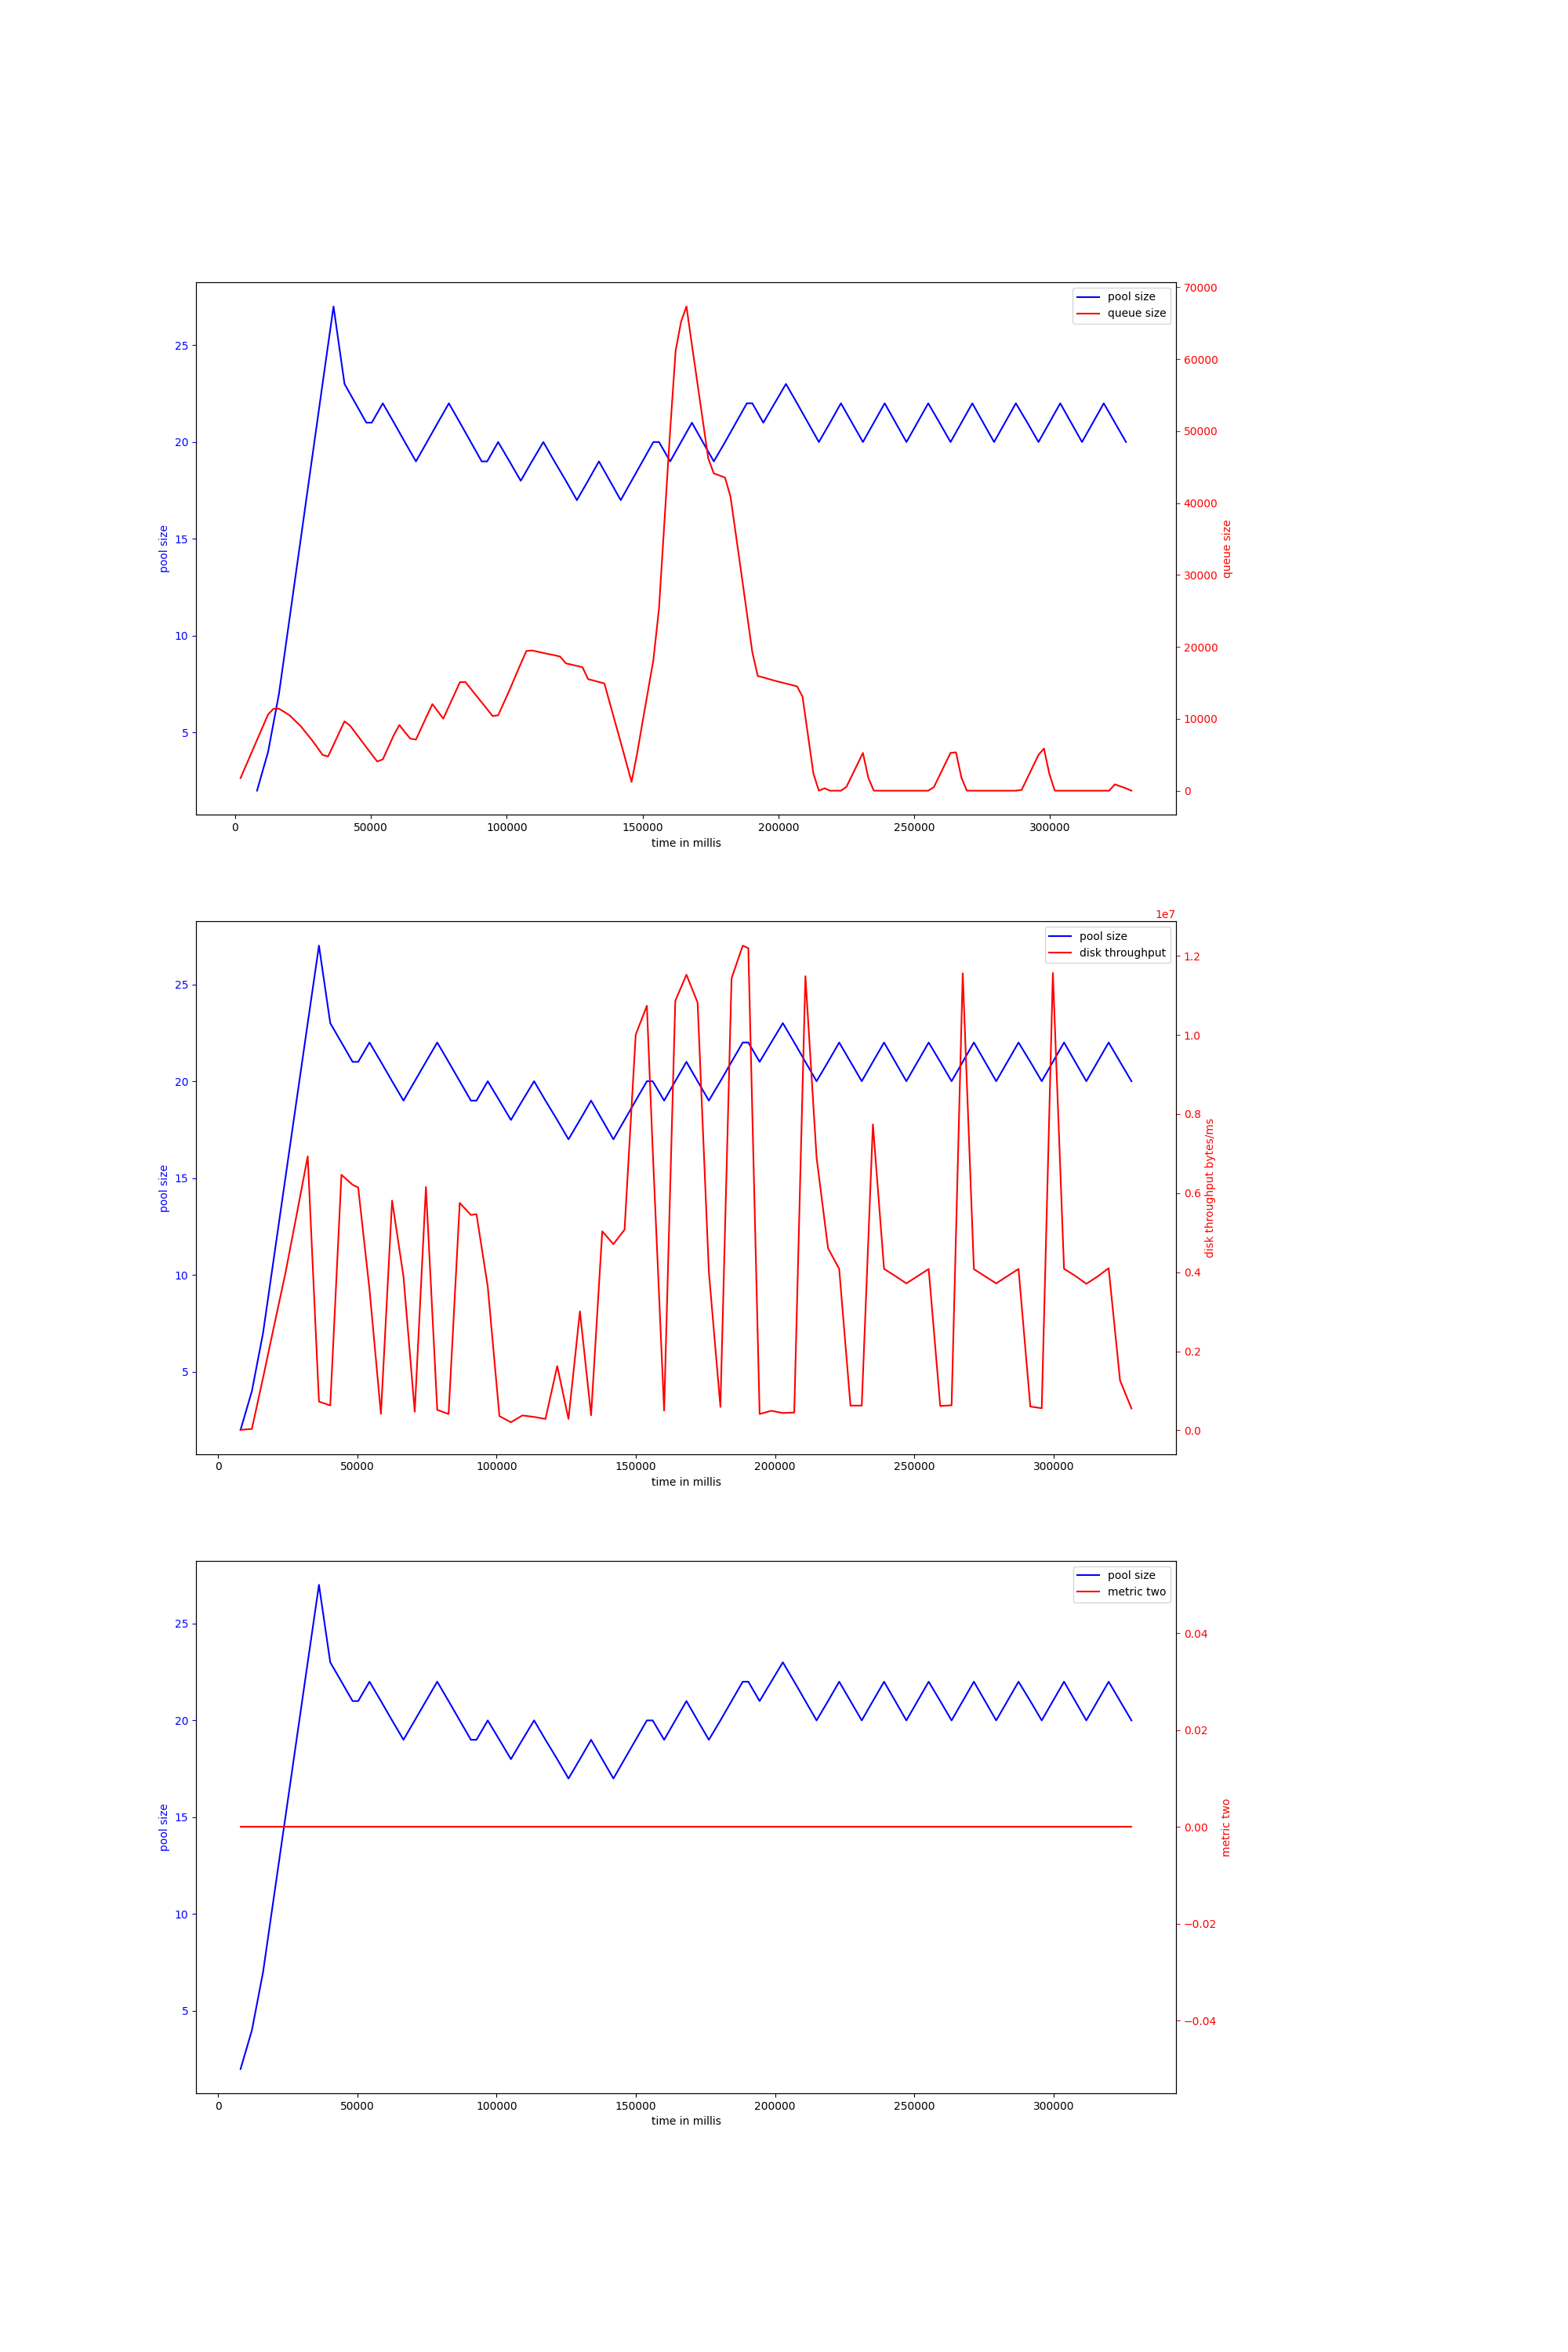 pool size
queue size
25
20
15
10
5
pool size
70000
60000
50000
40000
30000
20000
10000
0
queue size
0 50000 100000 150000 200000 250000 300000
time in millis
1e7
pool size
disk throughput
25
20
15
10
5
pool size
1.2
1.0
0.8
0.6
0.4
0.2
0.0
disk throughput bytes/ms
0 50000 100000 150000 200000 250000 300000
time in millis
pool size
metric two
25
20
15
10
5
pool size
0.04
0.02
0.00
−0.02
−0.04
metric two
0 50000 100000 150000 200000 250000 300000
time in millis